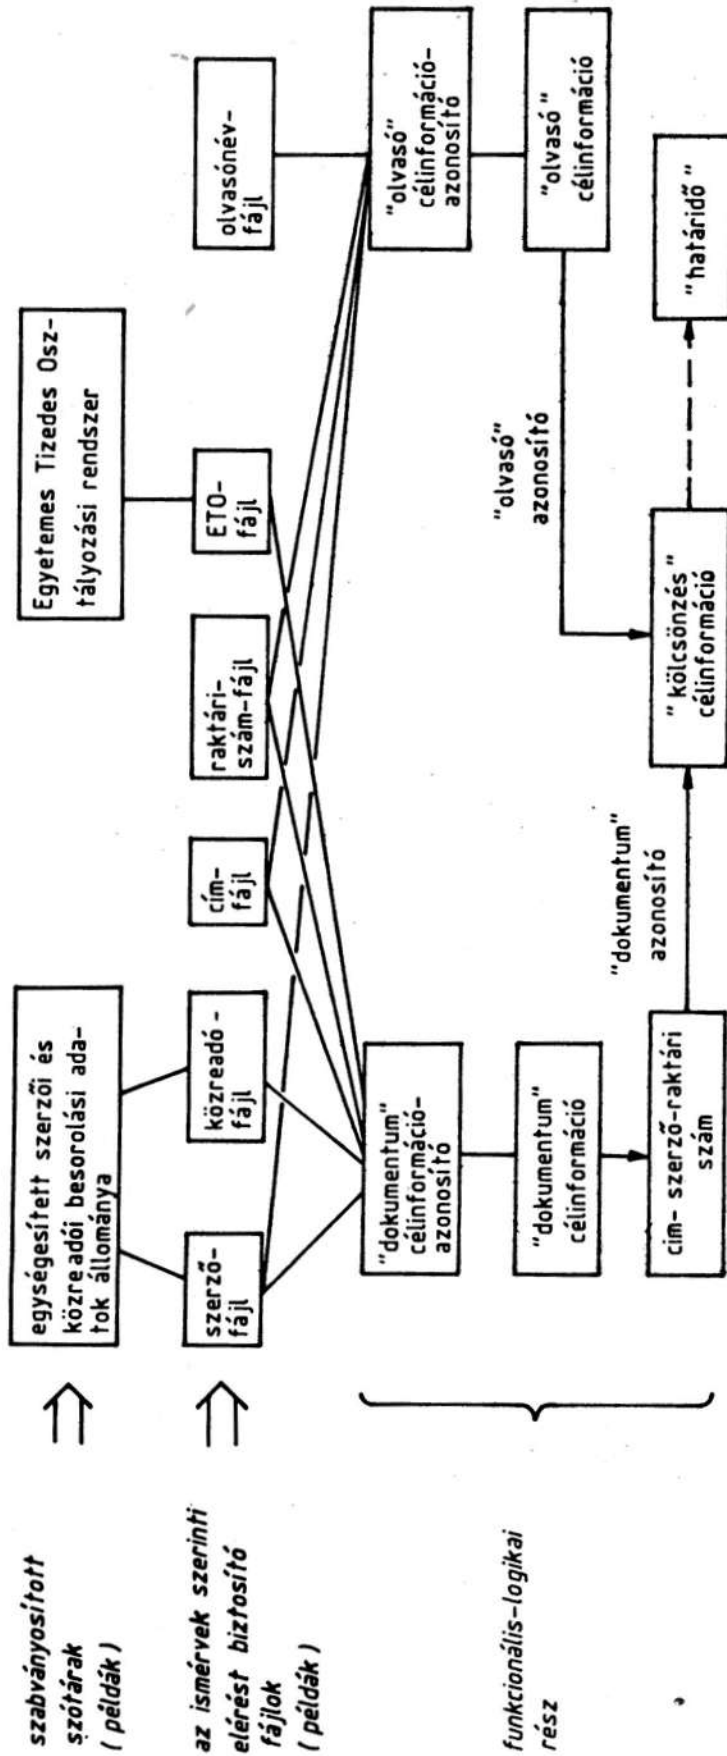 szabványosított
szótárak
( példák )
egységesített szerzői és
közreadói besorolási ada-
tok állománya
Egyetemes Tizedes Osz-
tályozási rendszer
az ismérvek szerinti
elérést biztosító
fájlok
( példák )
szerző-
fájl
közreadó -
fájl
cím-
fájl
raktári-
szám-fájl
ETO-
fájl
olvasónév-
fájl
funkcionális-logikai
rész
"dokumentum"
célinformáció-
azonosító
"olvasó"
célinformáció-
azonosító
"dokumentum"
célinformáció
"olvasó"
célinformáció
"olvasó"
azonosító
cím- szerző-raktári
szám
"dokumentum"
azonosító
"kölcsönzés"
célinformáció
"határidő"